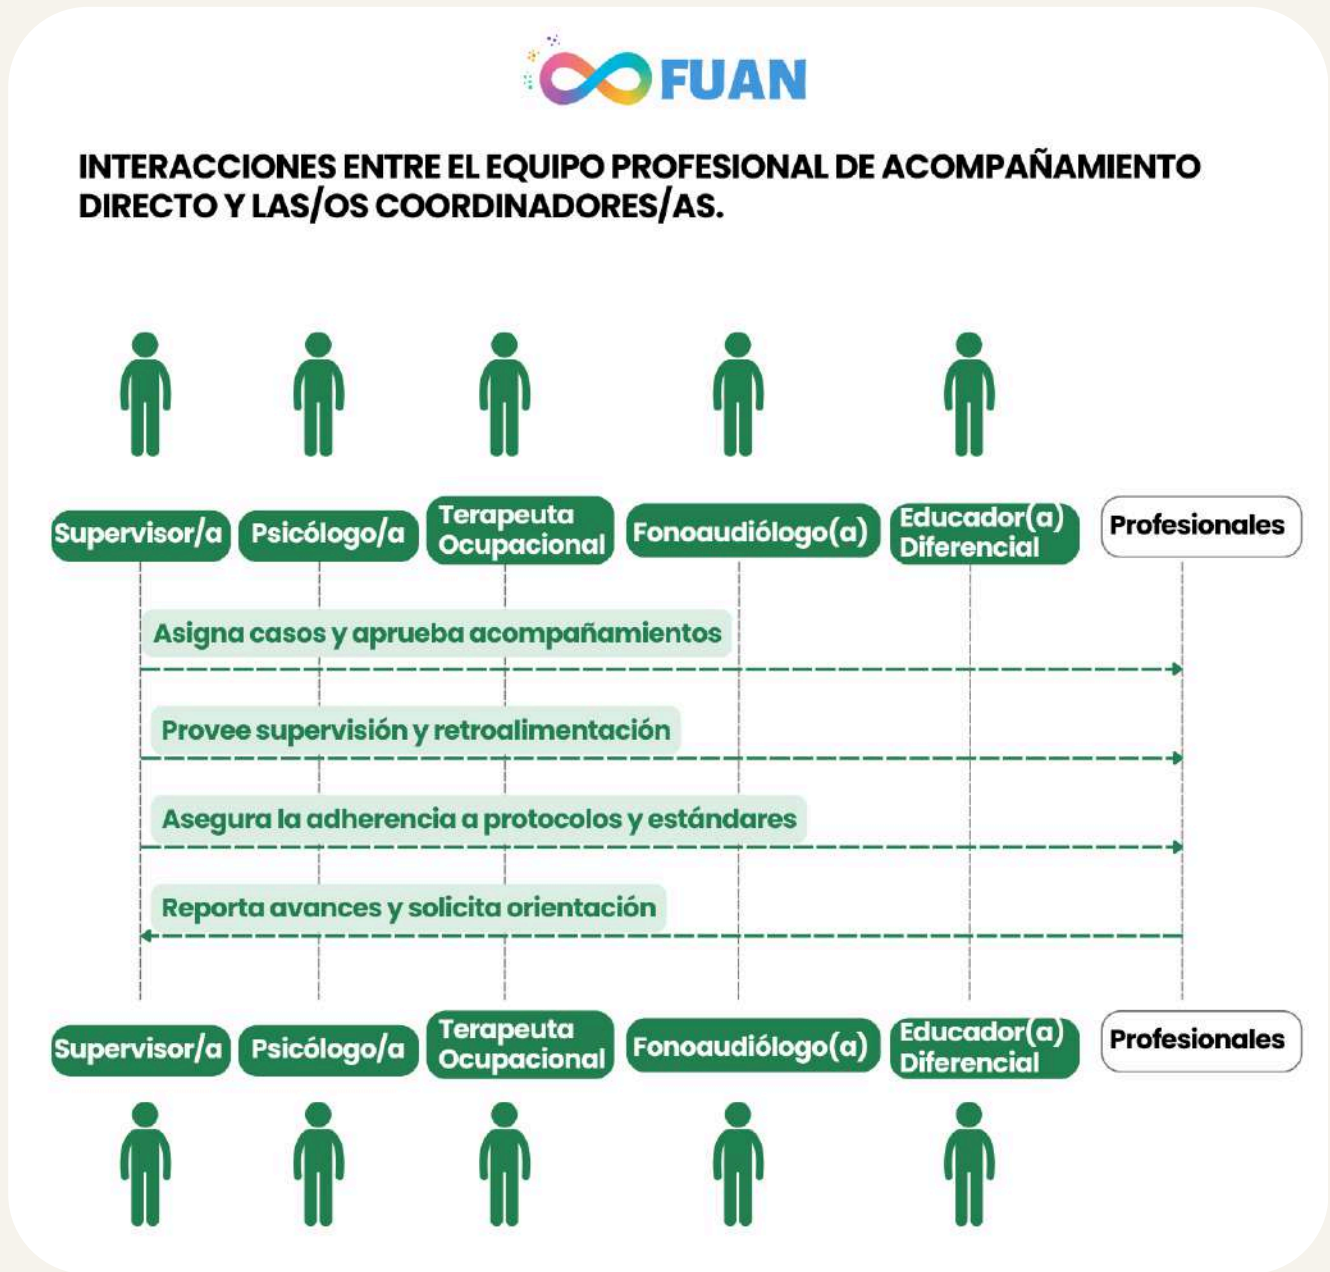 FUAN
INTERACCIONES ENTRE EL EQUIPO PROFESIONAL DE ACOMPAÑAMIENTO
DIRECTO Y LAS/OS COORDINADORES/AS.
Supervisor/a
Psicólogo/a
Terapeuta
Ocupacional
Fonoaudiólogo(a)
Educador(a)
Diferencial
Profesionales
Asigna casos y aprueba acompañamientos
Provee supervisión y retroalimentación
Asegura la adherencia a protocolos y estándares
Reporta avances y solicita orientación
Supervisor/a
Psicólogo/a
Terapeuta
Ocupacional
Fonoaudiólogo(a)
Educador(a)
Diferencial
Profesionales